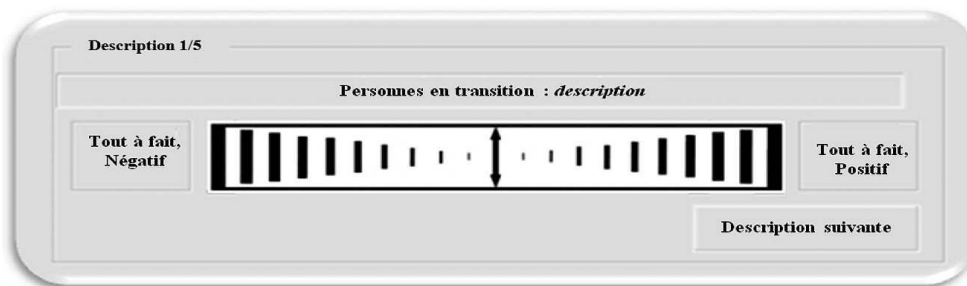 Description 1/5
Personnes en transition : description
Tout à fait,
Négatif
Tout à fait,
Positif
Description suivante